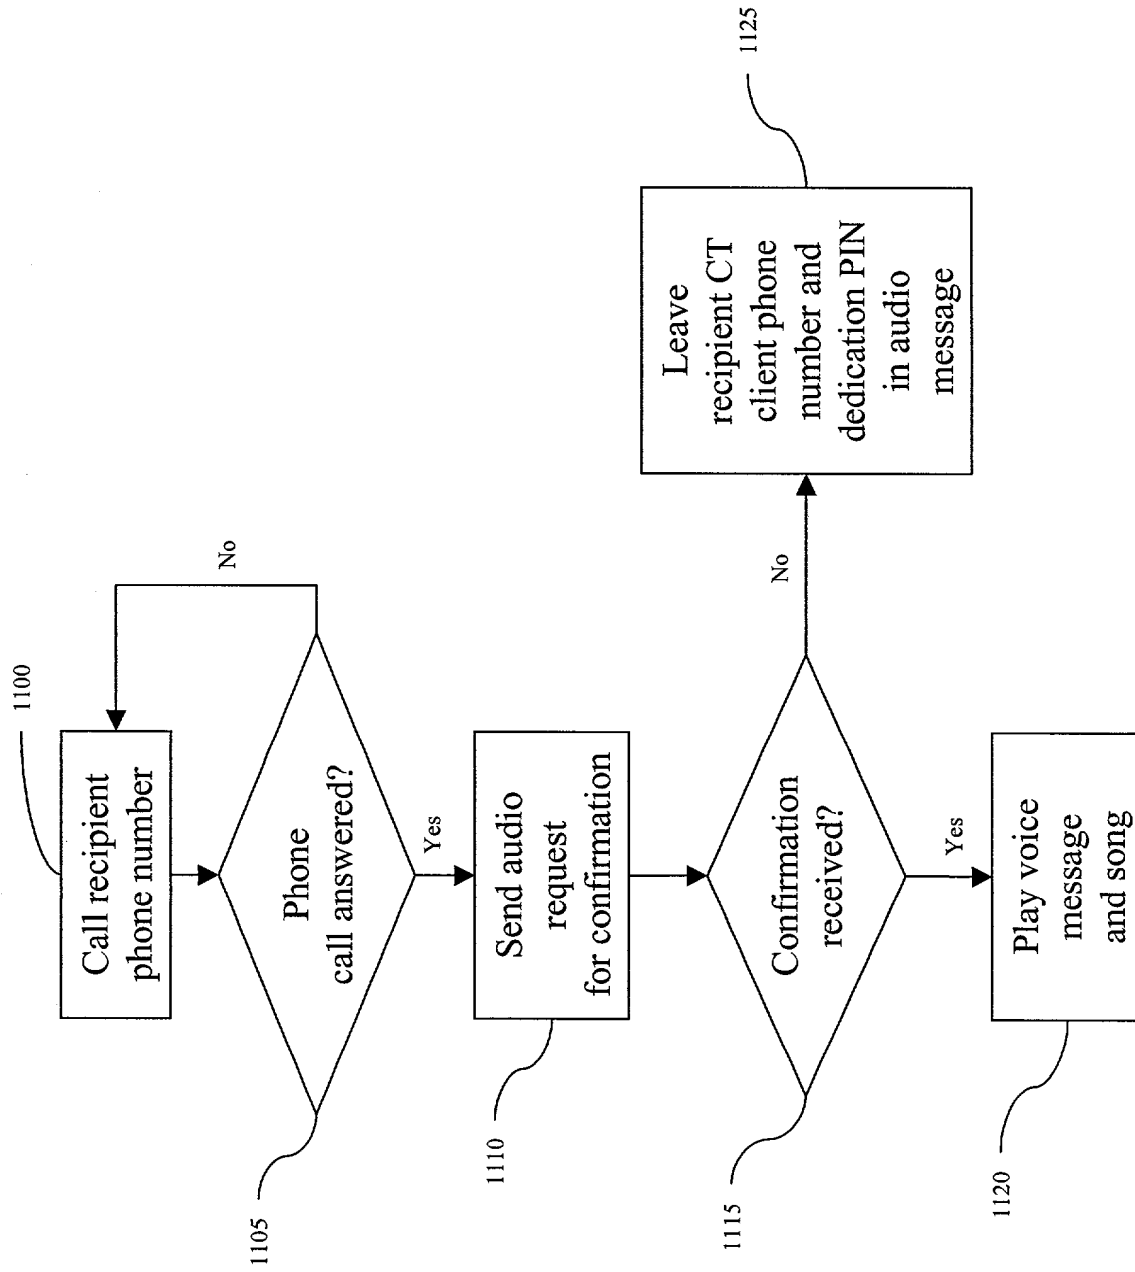 1100
Call recipient
phone number
No
Phone
call answered?
1105
Yes
Send audio
request
for confirmation
1110
Confirmation
received?
1115
No
Leave
recipient CT
client phone
number and
dedication PIN
in audio
message
1125
Yes
Play voice
message
and song
1120